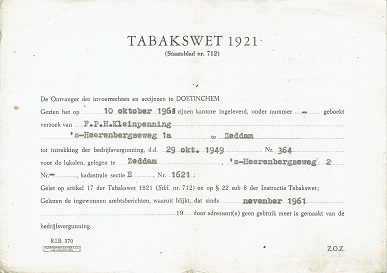 TABAKSWET 1921
(Staatsblad nr. 712)
De Ontvanger der invoerrechten en accijnzen te DOETINCHEM
Gezien het op 10 oktober 1961 zijnen kantore ingeleverd, onder nummer — geboekt
verzoek van F.P.H.Kleinpenning
's-Heerenbergseweg 1a te Zeddam
tot intrekking der bedrijfsvergunning, d.d. 29 okt. 1949 Nr. 364
voor de lokalen, gelegen te Zeddam , 's-Heerenbergseweg 2
Nr. — , kadastrale sectie E , Nr. 1621;
Gelet op artikel 17 der Tabakswet 1921 (Stbl. nr. 712) en op § 22 sub 6 der Instructie Tabakswet;
Gelezen de ingewonnen ambtsberichten, waaruit blijkt, dat sinds november 1961
19 door adressant(e) geen gebruik meer is gemaakt van de
bedrijfsvergunning.
R.I.B. 370
Z.O.Z.